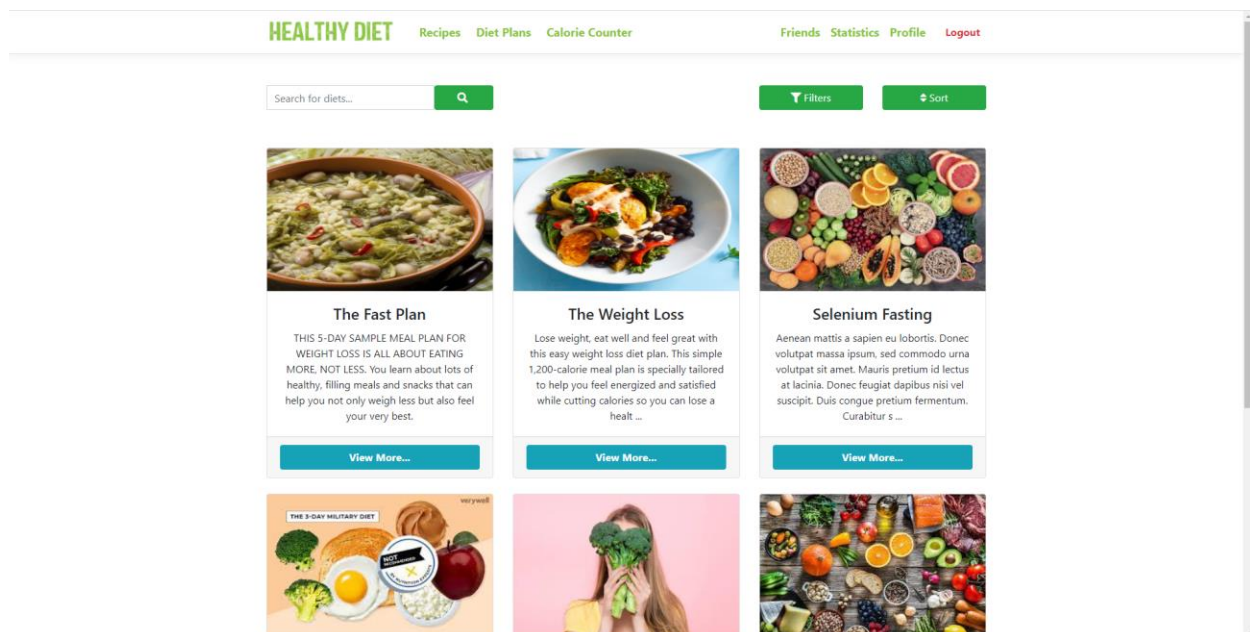 HEALTHY DIET Recipes Diet Plans Calorie Counter Friends Statistics Profile Logout
Search for diets...
Filters
Sort
The Fast Plan
THIS 5-DAY SAMPLE MEAL PLAN FOR
WEIGHT LOSS IS ALL ABOUT EATING
MORE, NOT LESS. You learn about lots of
healthy, filling meals and snacks that can
help you not only weigh less but also feel
your very best.
View More...
The Weight Loss
Lose weight, eat well and feel great with
this easy weight loss diet plan. This simple
1,200-calorie meal plan is specially tailored
to help you feel energized and satisfied
while cutting calories so you can lose a
healt ...
View More...
Selenium Fasting
Aenean mattis a sapien eu lobortis. Donec
volutpat massa ipsum, sed commodo urna
volutpat sit amet. Mauris pretium id lectus
at lacinia. Donec feugiat dapibus nisi vel
suscipit. Duis congue pretium fermentum.
Curabitur s ...
View More...
verywell
THE 3-DAY MILITARY DIET
NOT
RECOMMENDED